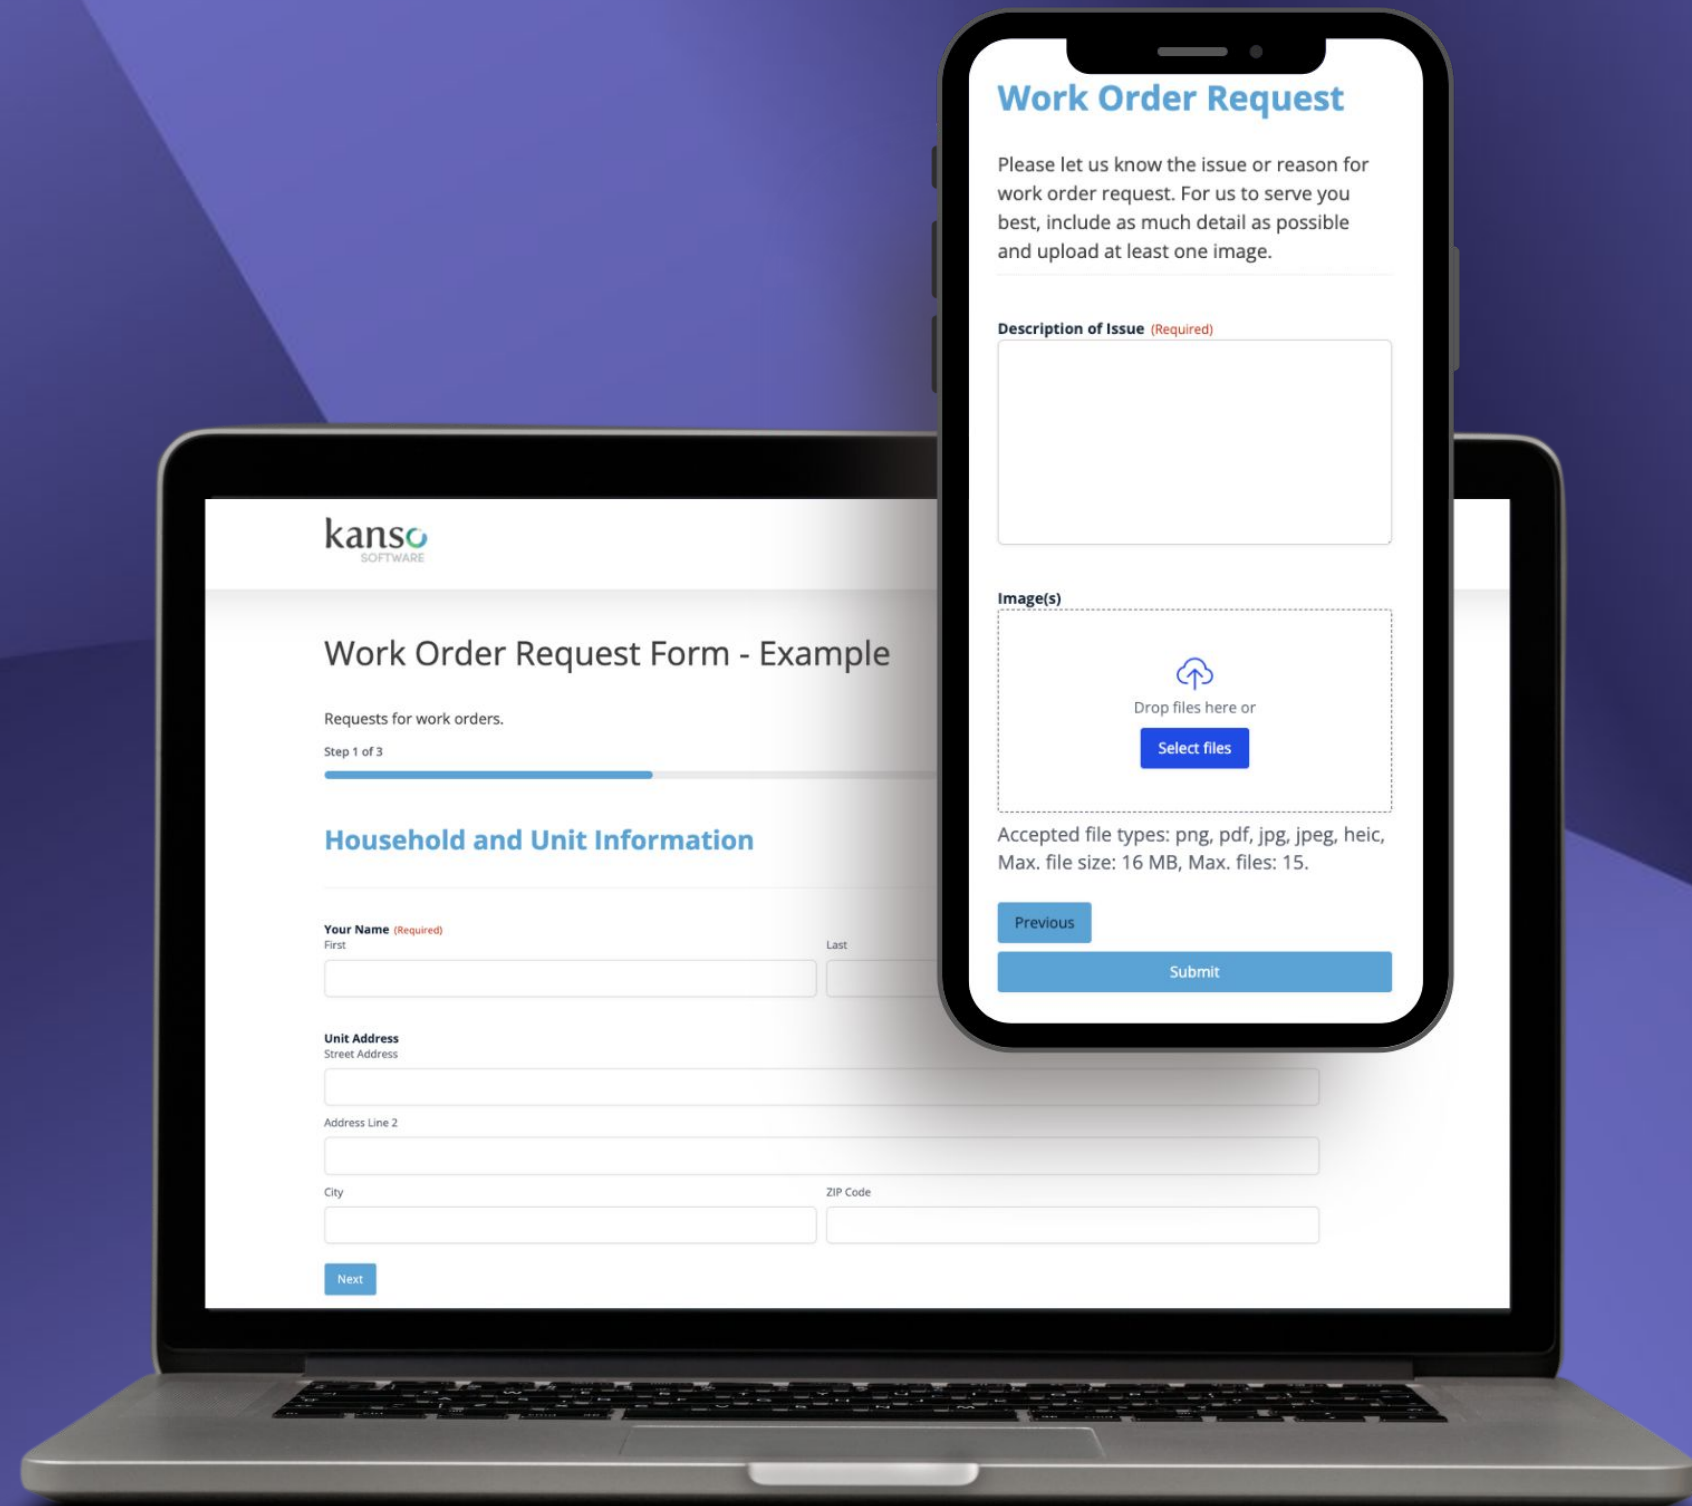 Work Order Request
Please let us know the issue or reason for
work order request. For us to serve you
best, include as much detail as possible
and upload at least one image.
Description of Issue (Required)
Image(s)
Drop files here or
Select files
Accepted file types: png, pdf, jpg, jpeg, heic,
Max. file size: 16 MB, Max. files: 15.
Previous
Submit
kanso
SOFTWARE
Work Order Request Form - Example
Requests for work orders.
Step 1 of 3
Household and Unit Information
Your Name (Required)
First
Last
Unit Address
Street Address
Address Line 2
City
ZIP Code
Next